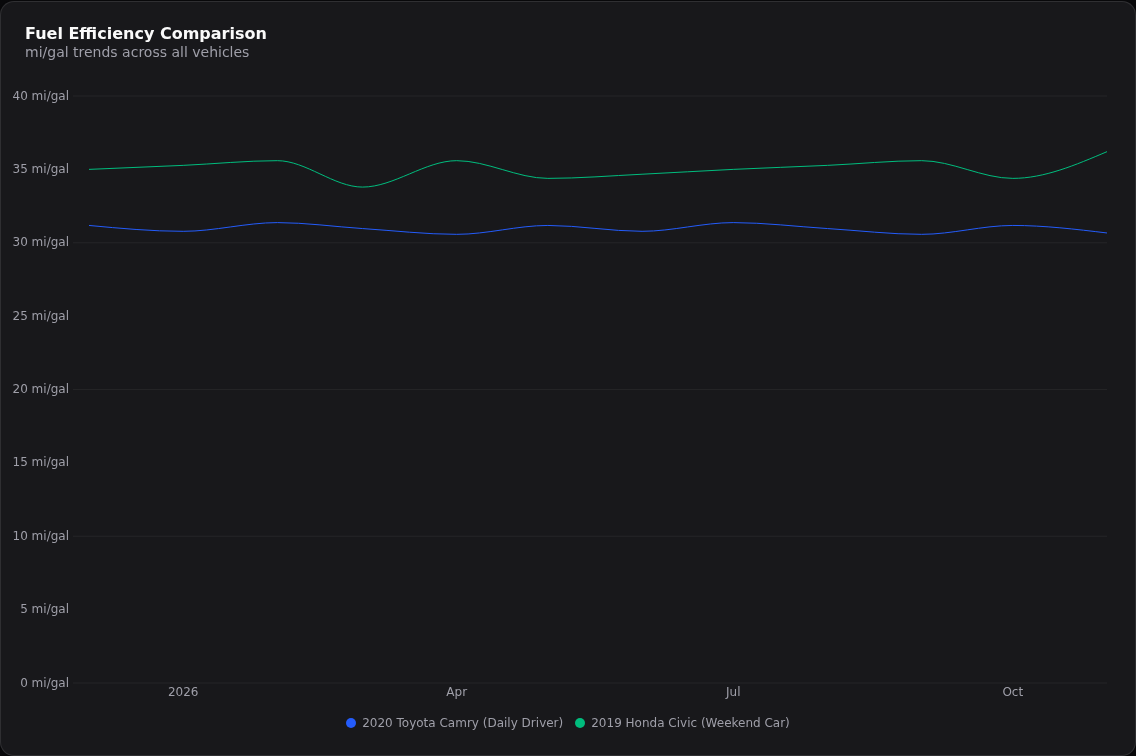 Fuel Efficiency Comparison
mi/gal trends across all vehicles
40 mi/gal
35 mi/gal
30 mi/gal
25 mi/gal
20 mi/gal
15 mi/gal
10 mi/gal
5 mi/gal
0 mi/gal
2026 Apr Jul Oct
2020 Toyota Camry (Daily Driver) 2019 Honda Civic (Weekend Car)